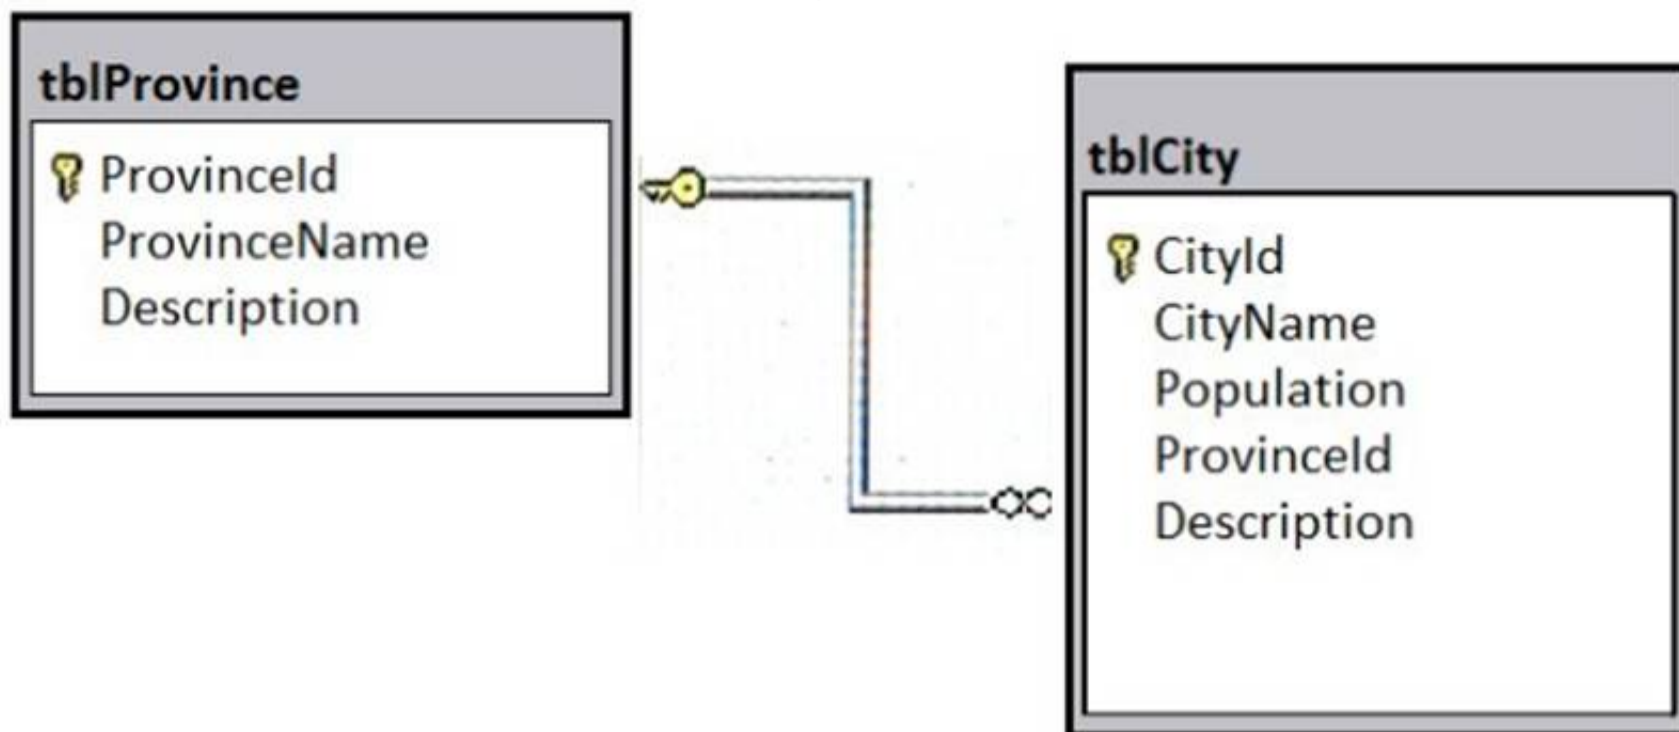 tblProvince
ProvinceId
ProvinceName
Description
tblCity
CityId
CityName
Population
ProvinceId
Description